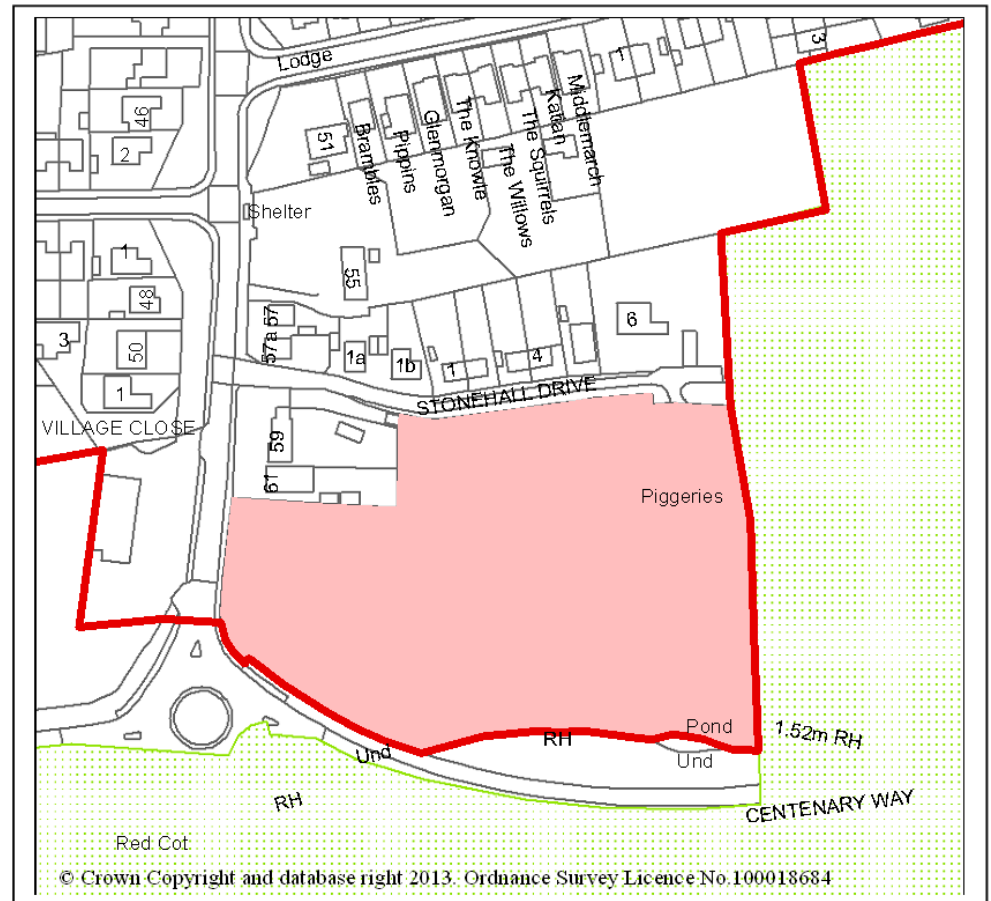 Lodge
3
1
46
2
51
Brambles
Pippins
Glenmorgan
The Knowle
The Willows
The Squirrels
Katian
Middlemarch
Shelter
1
48
55
3
50
57
57a
1a
1b
1
4
6
1
STONEHALL DRIVE
VILLAGE CLOSE
59
61
Piggeries
Pond
1.52m RH
RH
Und
Und
RH
CENTENARY WAY
Red Cot
© Crown Copyright and database right 2013. Ordnance Survey Licence No.100018684